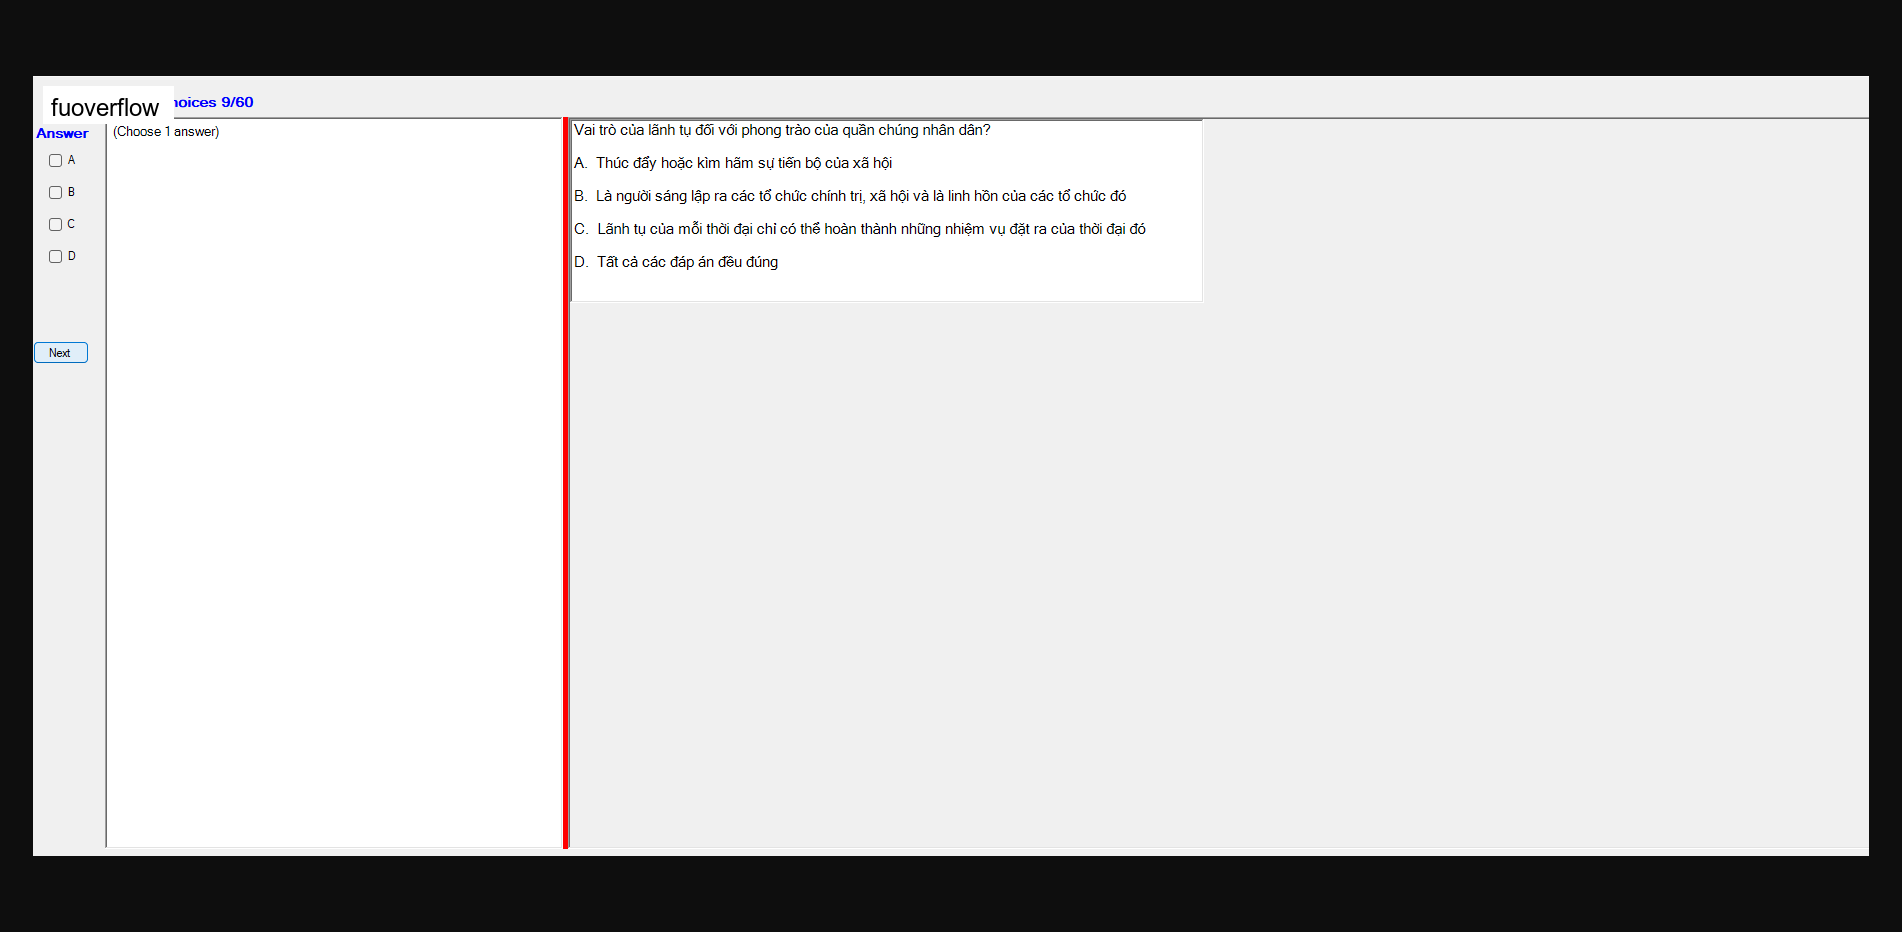 fuoverflow
hoices 9/60
Answer
(Choose 1 answer)
A
B
C
D
Next
Vai trò của lãnh tụ đối với phong trào của quần chúng nhân dân?
A. Thúc đẩy hoặc kìm hãm sự tiến bộ của xã hội
B. Là người sáng lập ra các tổ chức chính trị, xã hội và là linh hồn của các tổ chức đó
C. Lãnh tụ của mỗi thời đại chỉ có thể hoàn thành những nhiệm vụ đặt ra của thời đại đó
D. Tất cả các đáp án đều đúng